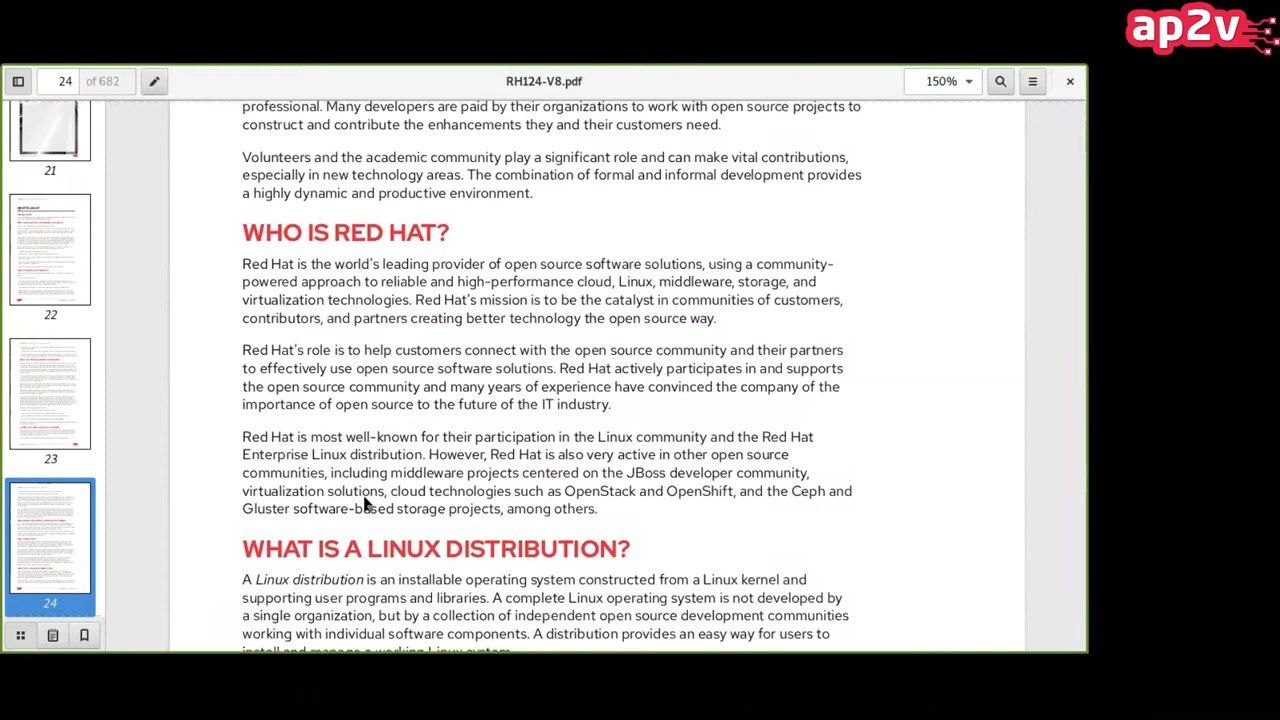 ap2v
24 of 682
RH124-V8.pdf
150%
professional. Many developers are paid by their organizations to work with open source projects to
construct and contribute the enhancements they and their customers need.
Volunteers and the academic community play a significant role and can make vital contributions,
especially in new technology areas. The combination of formal and informal development provides
a highly dynamic and productive environment.
WHO IS RED HAT?
Red Hat is the world's leading provider of open source software solutions, using a community-
powered approach to reliable and high-performance cloud, Linux, middleware, storage, and
virtualization technologies. Red Hat's mission is to be the catalyst in communities of customers,
contributors, and partners creating better technology the open source way.
Red Hat's role is to help customers connect with the open source community and their partners
to effectively use open source software solutions. Red Hat actively participates in and supports
the open source community and many years of experience have convinced the company of the
importance of open source to the future of the IT industry.
Red Hat is most well-known for their participation in the Linux community and the Red Hat
Enterprise Linux distribution. However, Red Hat is also very active in other open source
communities, including middleware projects centered on the JBoss developer community,
virtualization solutions, cloud technologies such as OpenStack and OpenShift, and the Ceph and
Gluster software-based storage projects, among others.
WHAT IS A LINUX DISTRIBUTION?
A Linux distribution is an installable operating system constructed from a Linux kernel and
supporting user programs and libraries. A complete Linux operating system is not developed by
a single organization, but by a collection of independent open source development communities
working with individual software components. A distribution provides an easy way for users to
install and manage a working Linux system.
21
22
23
24